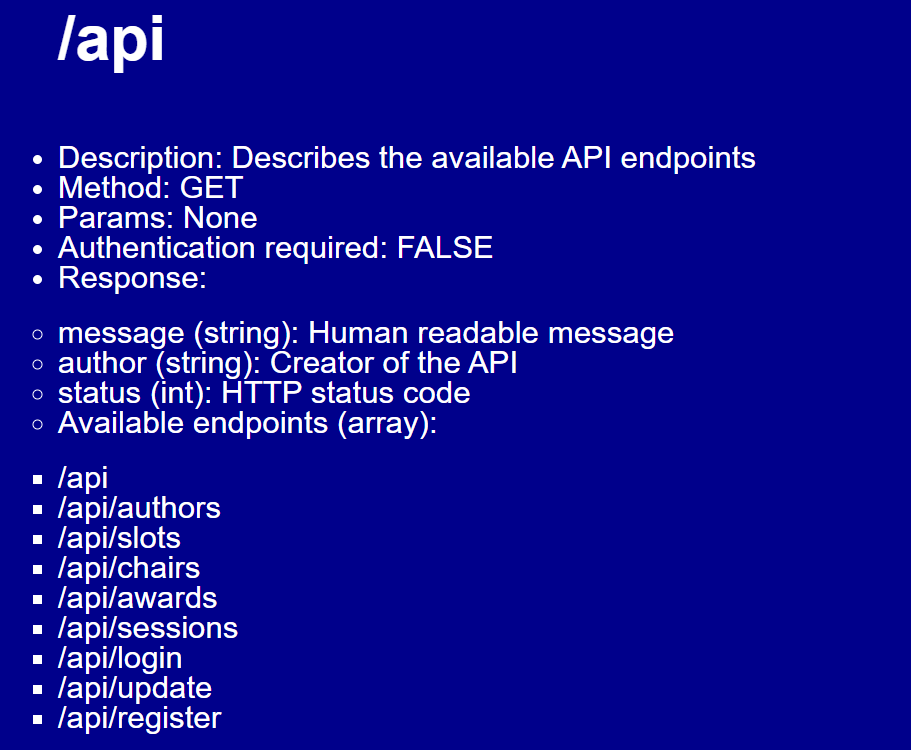 /api
Description: Describes the available API endpoints
Method: GET
Params: None
Authentication required: FALSE
Response:
message (string): Human readable message
author (string): Creator of the API
status (int): HTTP status code
Available endpoints (array):
/api
/api/authors
/api/slots
/api/chairs
/api/awards
/api/sessions
/api/login
/api/update
/api/register